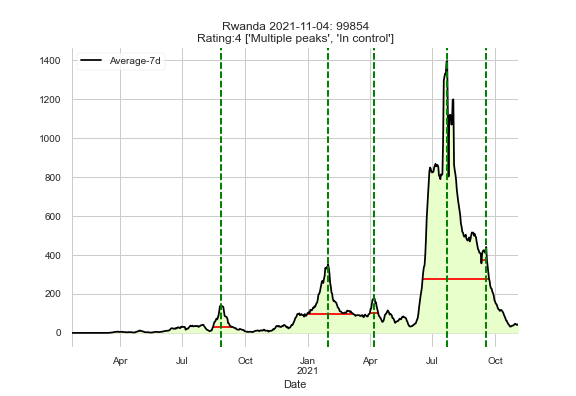 Rwanda 2021-11-04: 99854
Rating:4 ['Multiple peaks', 'In control']
Average-7d
1400
1200
1000
800
600
400
200
0
Apr Jul Oct Jan Apr Jul Oct
2021
Date